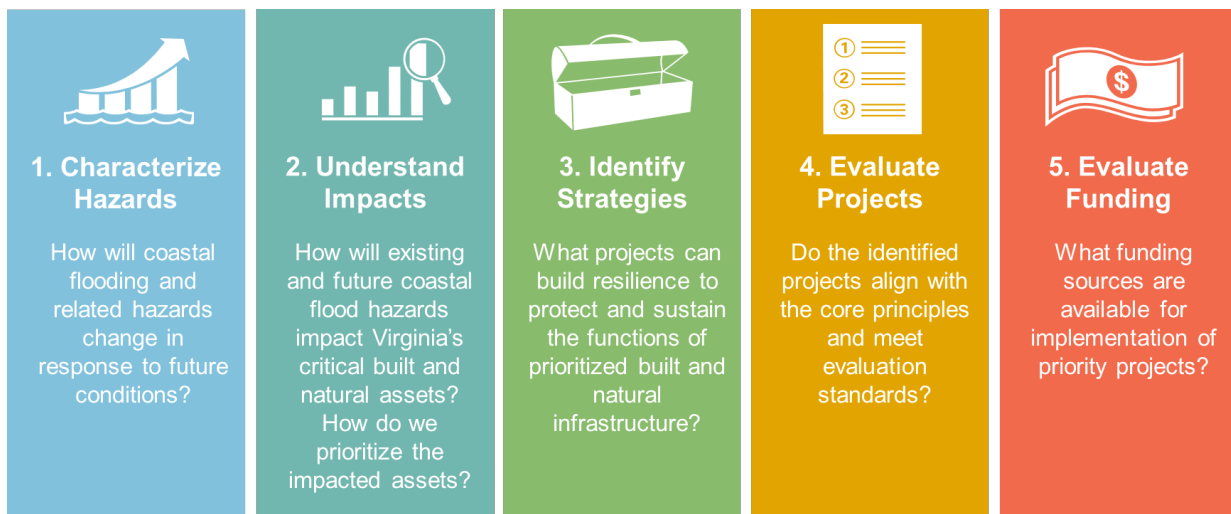 1. Characterize
Hazards
How will coastal
flooding and
related hazards
change in
response to future
conditions?
2. Understand
Impacts
How will existing
and future coastal
flood hazards
impact Virginia's
critical built and
natural assets?
How do we
prioritize the
impacted assets?
3. Identify
Strategies
What projects can
build resilience to
protect and sustain
the functions of
prioritized built and
natural
infrastructure?
1
2
3
4. Evaluate
Projects
Do the identified
projects align with
the core principles
and meet
evaluation
standards?
$
5. Evaluate
Funding
What funding
sources are
available for
implementation of
priority projects?